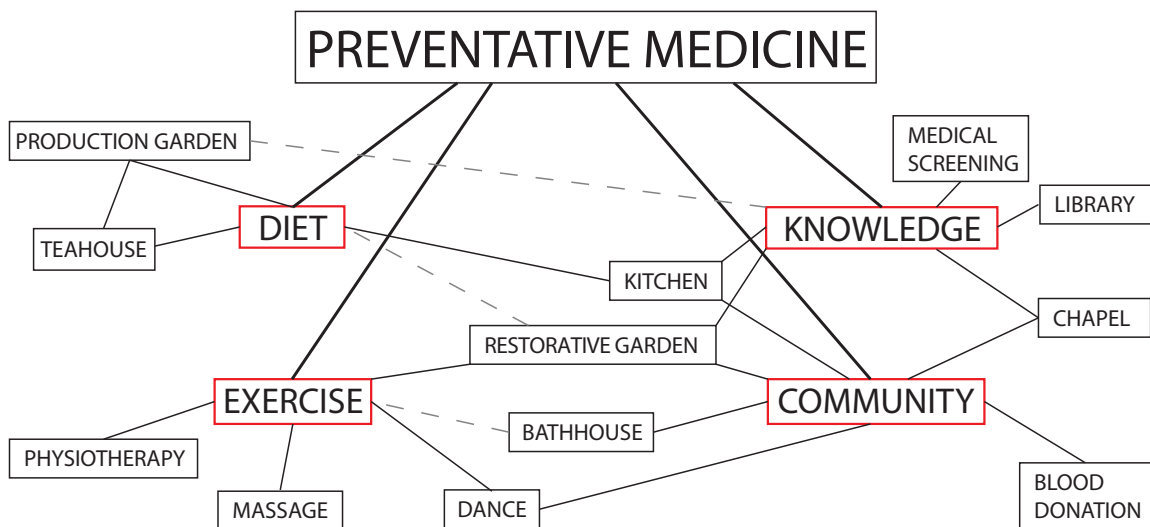 PREVENTATIVE MEDICINE
PRODUCTION GARDEN
MEDICAL
SCREENING
LIBRARY
DIET
KNOWLEDGE
TEAHOUSE
KITCHEN
CHAPEL
RESTORATIVE GARDEN
EXERCISE
COMMUNITY
BATHHOUSE
PHYSIOTHERAPY
MASSAGE
DANCE
BLOOD
DONATION